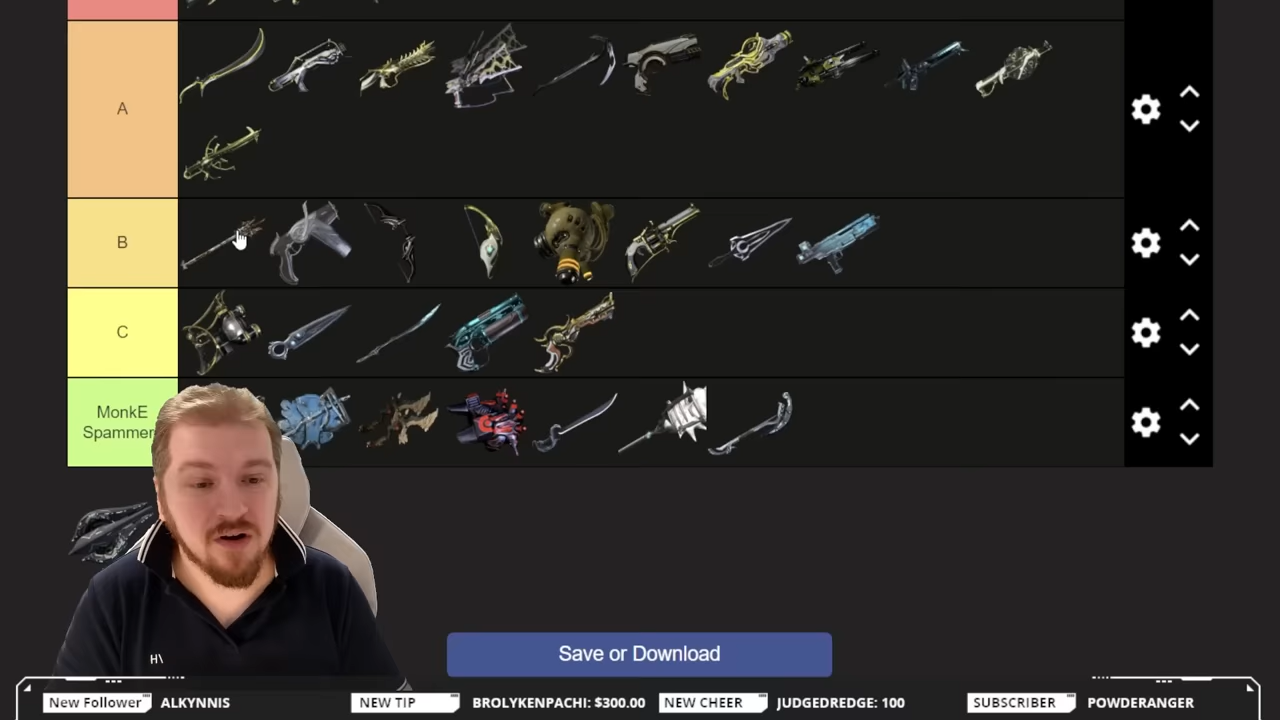 A
B
C
MonkE
Spammer
Save or Download
H\
New Follower ALKYNNIS NEW TIP BROLYKENPACHI: $300.00 NEW CHEER JUDGEDREDGE: 100 SUBSCRIBER POWDERANGER